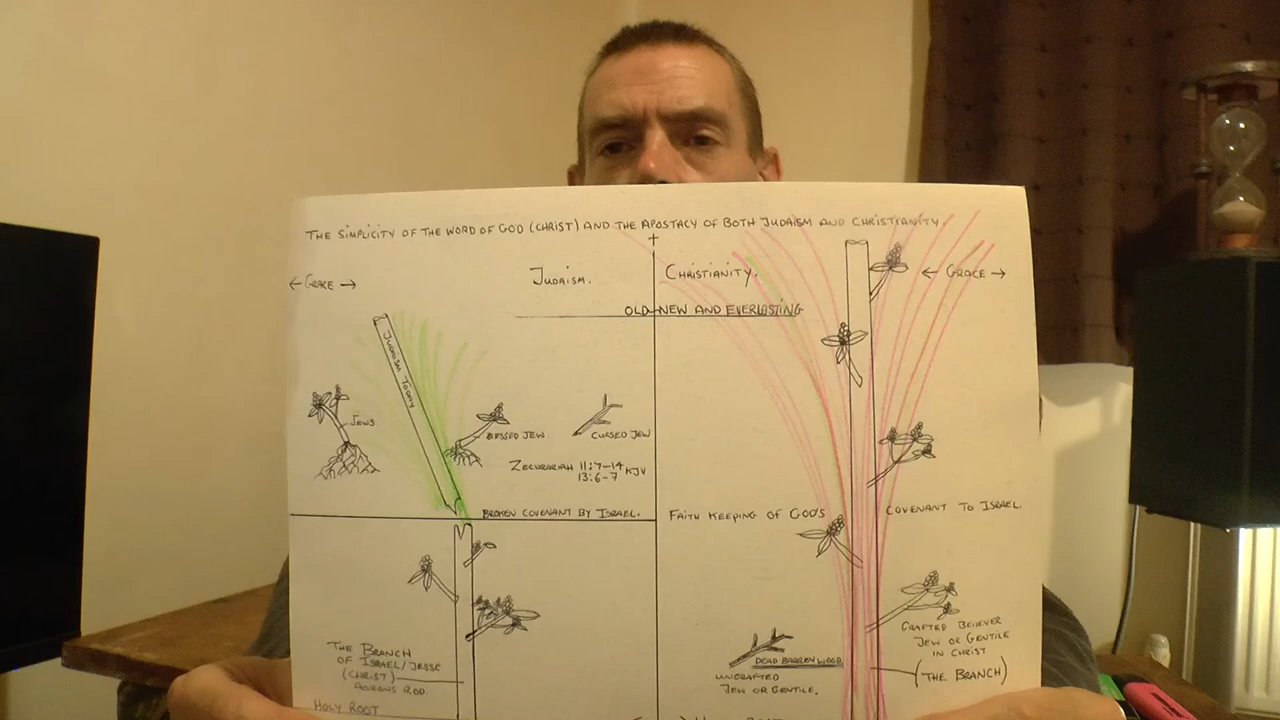 THE SIMPLICITY OF THE WORD OF GOD (CHRIST) AND THE APOSTACY OF BOTH JUDAISM AND CHRISTIANITY.
← GRACE →
JUDAISM.
CHRISTIANITY.
← GRACE →
OLD NEW AND EVERLASTING
JUDAISM TODAY
JEWS
BLESSED JEW.
CURSED JEW
ZECHARIAH 11:7-14
13:6-7 KJV
BROKEN COVENANT BY ISRAEL.
FAITH KEEPING OF GOD'S COVENANT TO ISRAEL.
THE BRANCH
OF ISRAEL/JESSE
(CHRIST)
AARONS ROD.
HOLY ROOT
DEAD BARREN WOOD.
UNGRAFTED
JEW OR GENTILE.
GRAFTED BELIEVER
JEW OR GENTILE
IN CHRIST
(THE BRANCH)